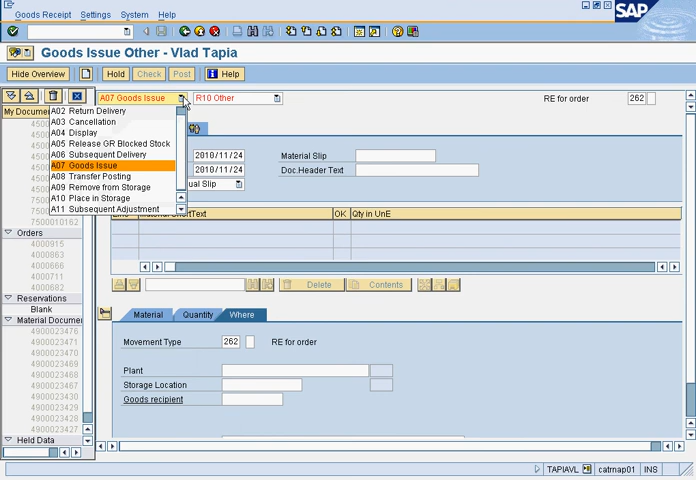 Goods Receipt Settings System Help
SAP
Goods Issue Other - Vlad Tapia
Hide Overview Hold Check Post Help
My Documen
A07 Goods Issue R10 Other RE for order 262
A02 Return Delivery
A03 Cancellation
A04 Display
A05 Release GR Blocked Stock
A06 Subsequent Delivery
A07 Goods Issue
A08 Transfer Posting
A09 Remove from Storage
A10 Place in Storage
A11 Subsequent Adjustment
2010/11/24 Material Slip
2010/11/24 Doc.Header Text
ual Slip
7500010162
Orders
4000915
4000863
4000666
4000711
4000682
Reservations
Blank
Material Documen
4900023476
4900023471
4900023470
4900023469
4900023468
4900023467
4900023430
4900023429
4900023428
4900023427
Held Data
OK Qty in UnE
Delete Contents
Material Quantity Where
Movement Type 262 RE for order
Plant
Storage Location
Goods recipient
TAPIAVL catrnap01 INS